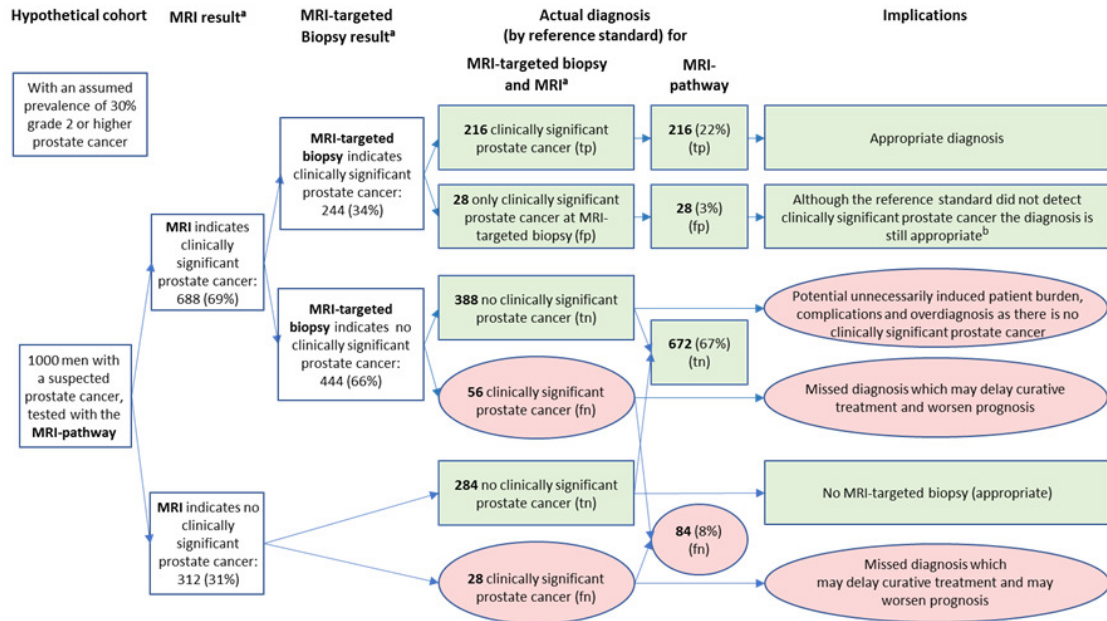 Hypothetical cohort
MRI resultᵃ
MRI-targeted
Biopsy resultᵃ
Actual diagnosis
(by reference standard) for
Implications
MRI-targeted biopsy
and MRIᵃ
MRI-
pathway
With an assumed
prevalence of 30%
grade 2 or higher
prostate cancer
1000 men with
a suspected
prostate cancer,
tested with the
MRI-pathway
MRI indicates
clinically
significant
prostate cancer:
688 (69%)
MRI indicates no
clinically
significant
prostate cancer:
312 (31%)
MRI-targeted
biopsy indicates
clinically significant
prostate cancer:
244 (34%)
MRI-targeted
biopsy indicates no
clinically significant
prostate cancer:
444 (66%)
216 clinically significant
prostate cancer (tp)
216 (22%)
(tp)
Appropriate diagnosis
28 only clinically significant
prostate cancer at MRI-
targeted biopsy (fp)
28 (3%)
(fp)
Although the reference standard did not detect
clinically significant prostate cancer the diagnosis is
still appropriateᵇ
388 no clinically significant
prostate cancer (tn)
672 (67%)
(tn)
Potential unnecessarily induced patient burden,
complications and overdiagnosis as there is no
clinically significant prostate cancer
56 clinically significant
prostate cancer (fn)
Missed diagnosis which may delay curative
treatment and worsen prognosis
284 no clinically significant
prostate cancer (tn)
84 (8%)
(fn)
No MRI-targeted biopsy (appropriate)
28 clinically significant
prostate cancer (fn)
Missed diagnosis which
may delay curative treatment and may
worsen prognosis